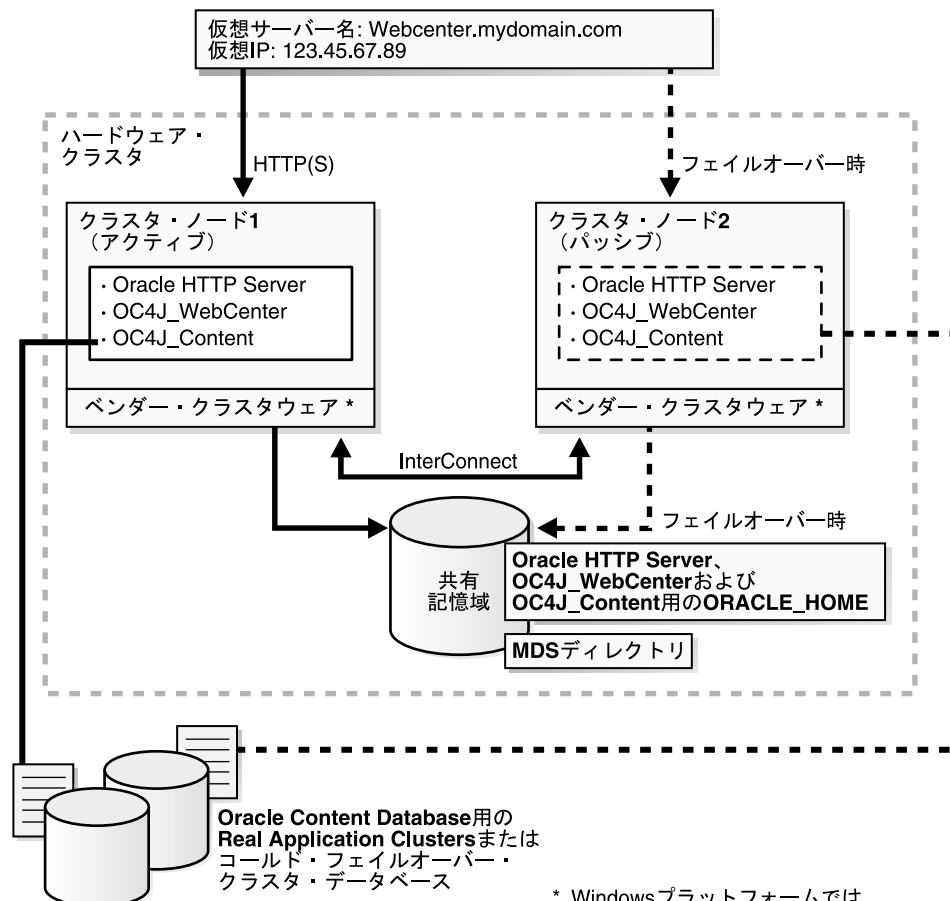 仮想サーバー名: Webcenter.mydomain.com
仮想IP: 123.45.67.89
ハードウェア・
クラスタ
HTTP(S)
フェイルオーバー時
クラスタ・ノード1
（アクティブ）
・Oracle HTTP Server
・OC4J_WebCenter
・OC4J_Content
ベンダー・クラスタウェア *
クラスタ・ノード2
（パッシブ）
・Oracle HTTP Server
・OC4J_WebCenter
・OC4J_Content
ベンダー・クラスタウェア *
InterConnect
フェイルオーバー時
共有
記憶域
Oracle HTTP Server、
OC4J_WebCenterおよび
OC4J_Content用のORACLE_HOME
MDSディレクトリ
Oracle Content Database用の
Real Application Clustersまたは
コールド・フェイルオーバー・
クラスタ・データベース
* Windowsプラットフォームでは